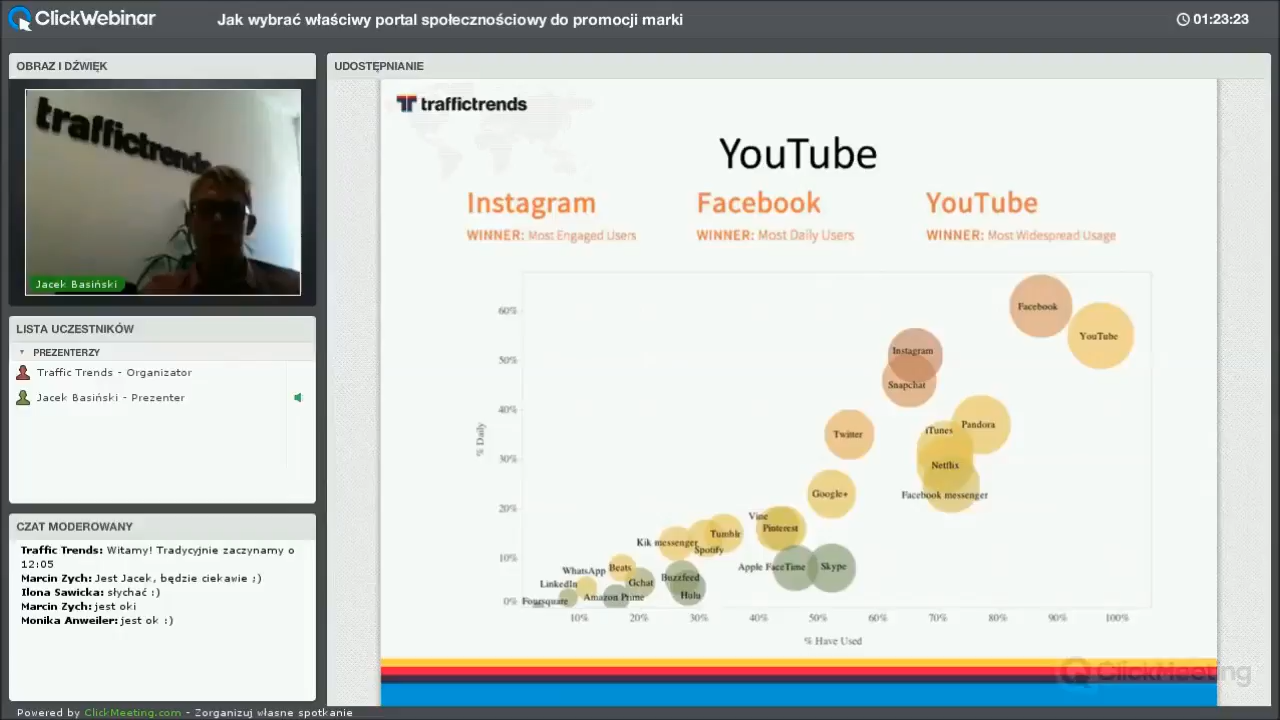 ClickWebinar
Jak wybrać właściwy portal społecznościowy do promocji marki
01:23:23
OBRAZ I DŹWIĘK
traffictrends
Jacek Basiński
LISTA UCZESTNIKÓW
PREZENTERZY
Traffic Trends - Organizator
Jacek Basiński - Prezenter
CZAT MODEROWANY
Traffic Trends: Witamy! Tradycyjnie zaczynamy o
12:05
Marcin Zych: Jest Jacek, będzie ciekawie ;)
Ilona Sawicka: słychać :)
Marcin Zych: jest oki
Monika Anweiler: jest ok :)
Powered by ClickMeeting.com - Zorganizuj własne spotkanie
UDOSTĘPNIANIE
traffictrends
YouTube
Instagram
WINNER: Most Engaged Users
Facebook
WINNER: Most Daily Users
YouTube
WINNER: Most Widespread Usage
% Daily
60%
50%
40%
30%
20%
10%
0%
Facebook
YouTube
Instagram
Snapchat
Twitter
iTunes
Pandora
Netflix
Google+
Facebook messenger
Vine
Pinterest
Tumblr
Kik messenger
Spotify
Apple FaceTime
Skype
WhatsApp
Beats
Buzzfeed
LinkedIn
Gchat
Hulu
Foursquare
Amazon Prime
10% 20% 30% 40% 50% 60% 70% 80% 90% 100%
% Have Used
ClickMeeting